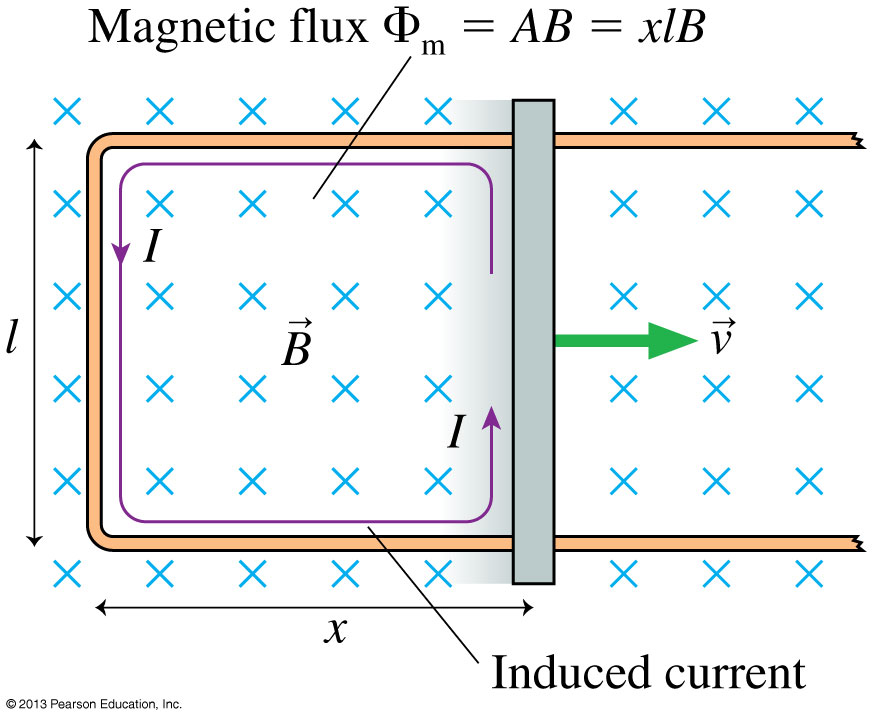 Magnetic flux Φm = AB = xlB
I
l
B⃗
v⃗
I
x
Induced current
© 2013 Pearson Education, Inc.